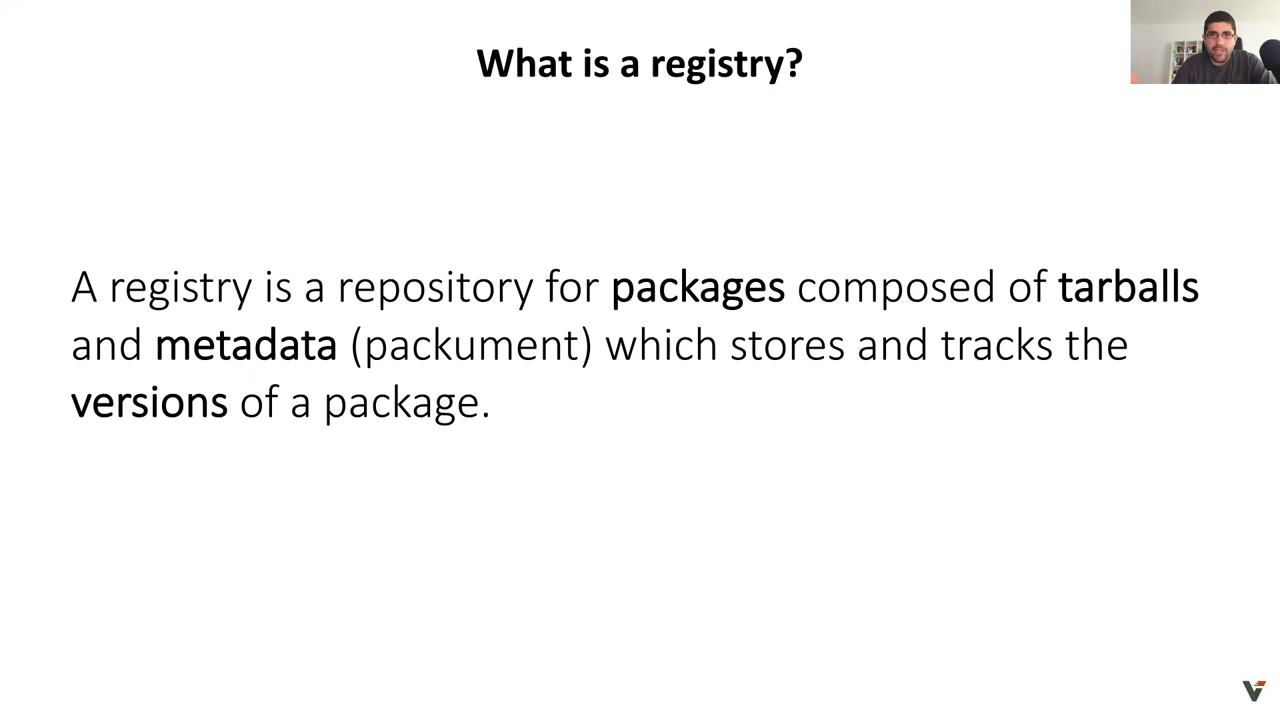 What is a registry?
A registry is a repository for packages composed of tarballs
and metadata (packument) which stores and tracks the
versions of a package.